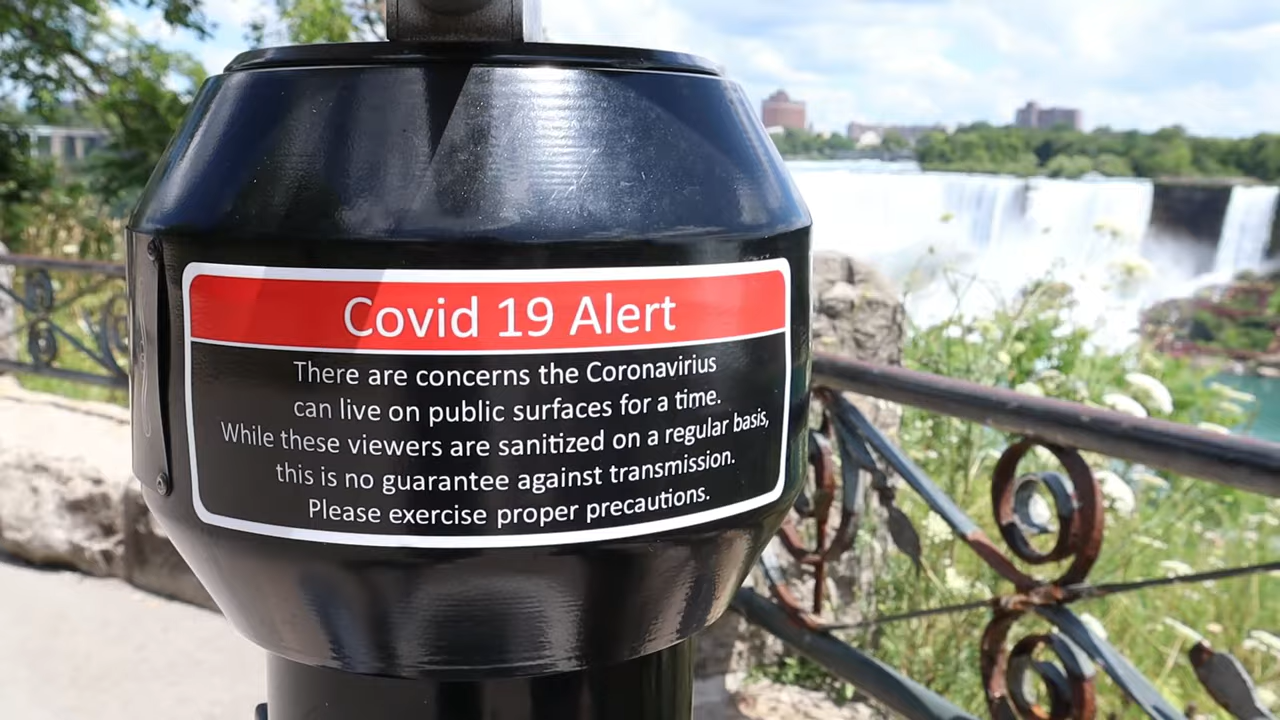 Covid 19 Alert
There are concerns the Coronavirius
can live on public surfaces for a time.
While these viewers are sanitized on a regular basis,
this is no guarantee against transmission.
Please exercise proper precautions.